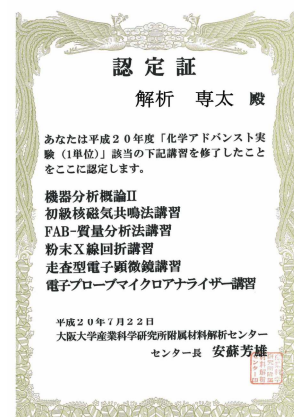 認定証
解析 専太 殿
あなたは平成20年度「化学アドバンスト実
験（1単位）」該当の下記講習を修了したこと
をここに認定します。
機器分析概論Ⅱ
初級核磁気共鳴法講習
FAB-質量分析法講習
粉末X線回折講習
走査型電子顕微鏡講習
電子プローブマイクロアナライザー講習
平成20年7月22日
大阪大学産業科学研究所附属材料解析センター
センター長 安蘇芳雄